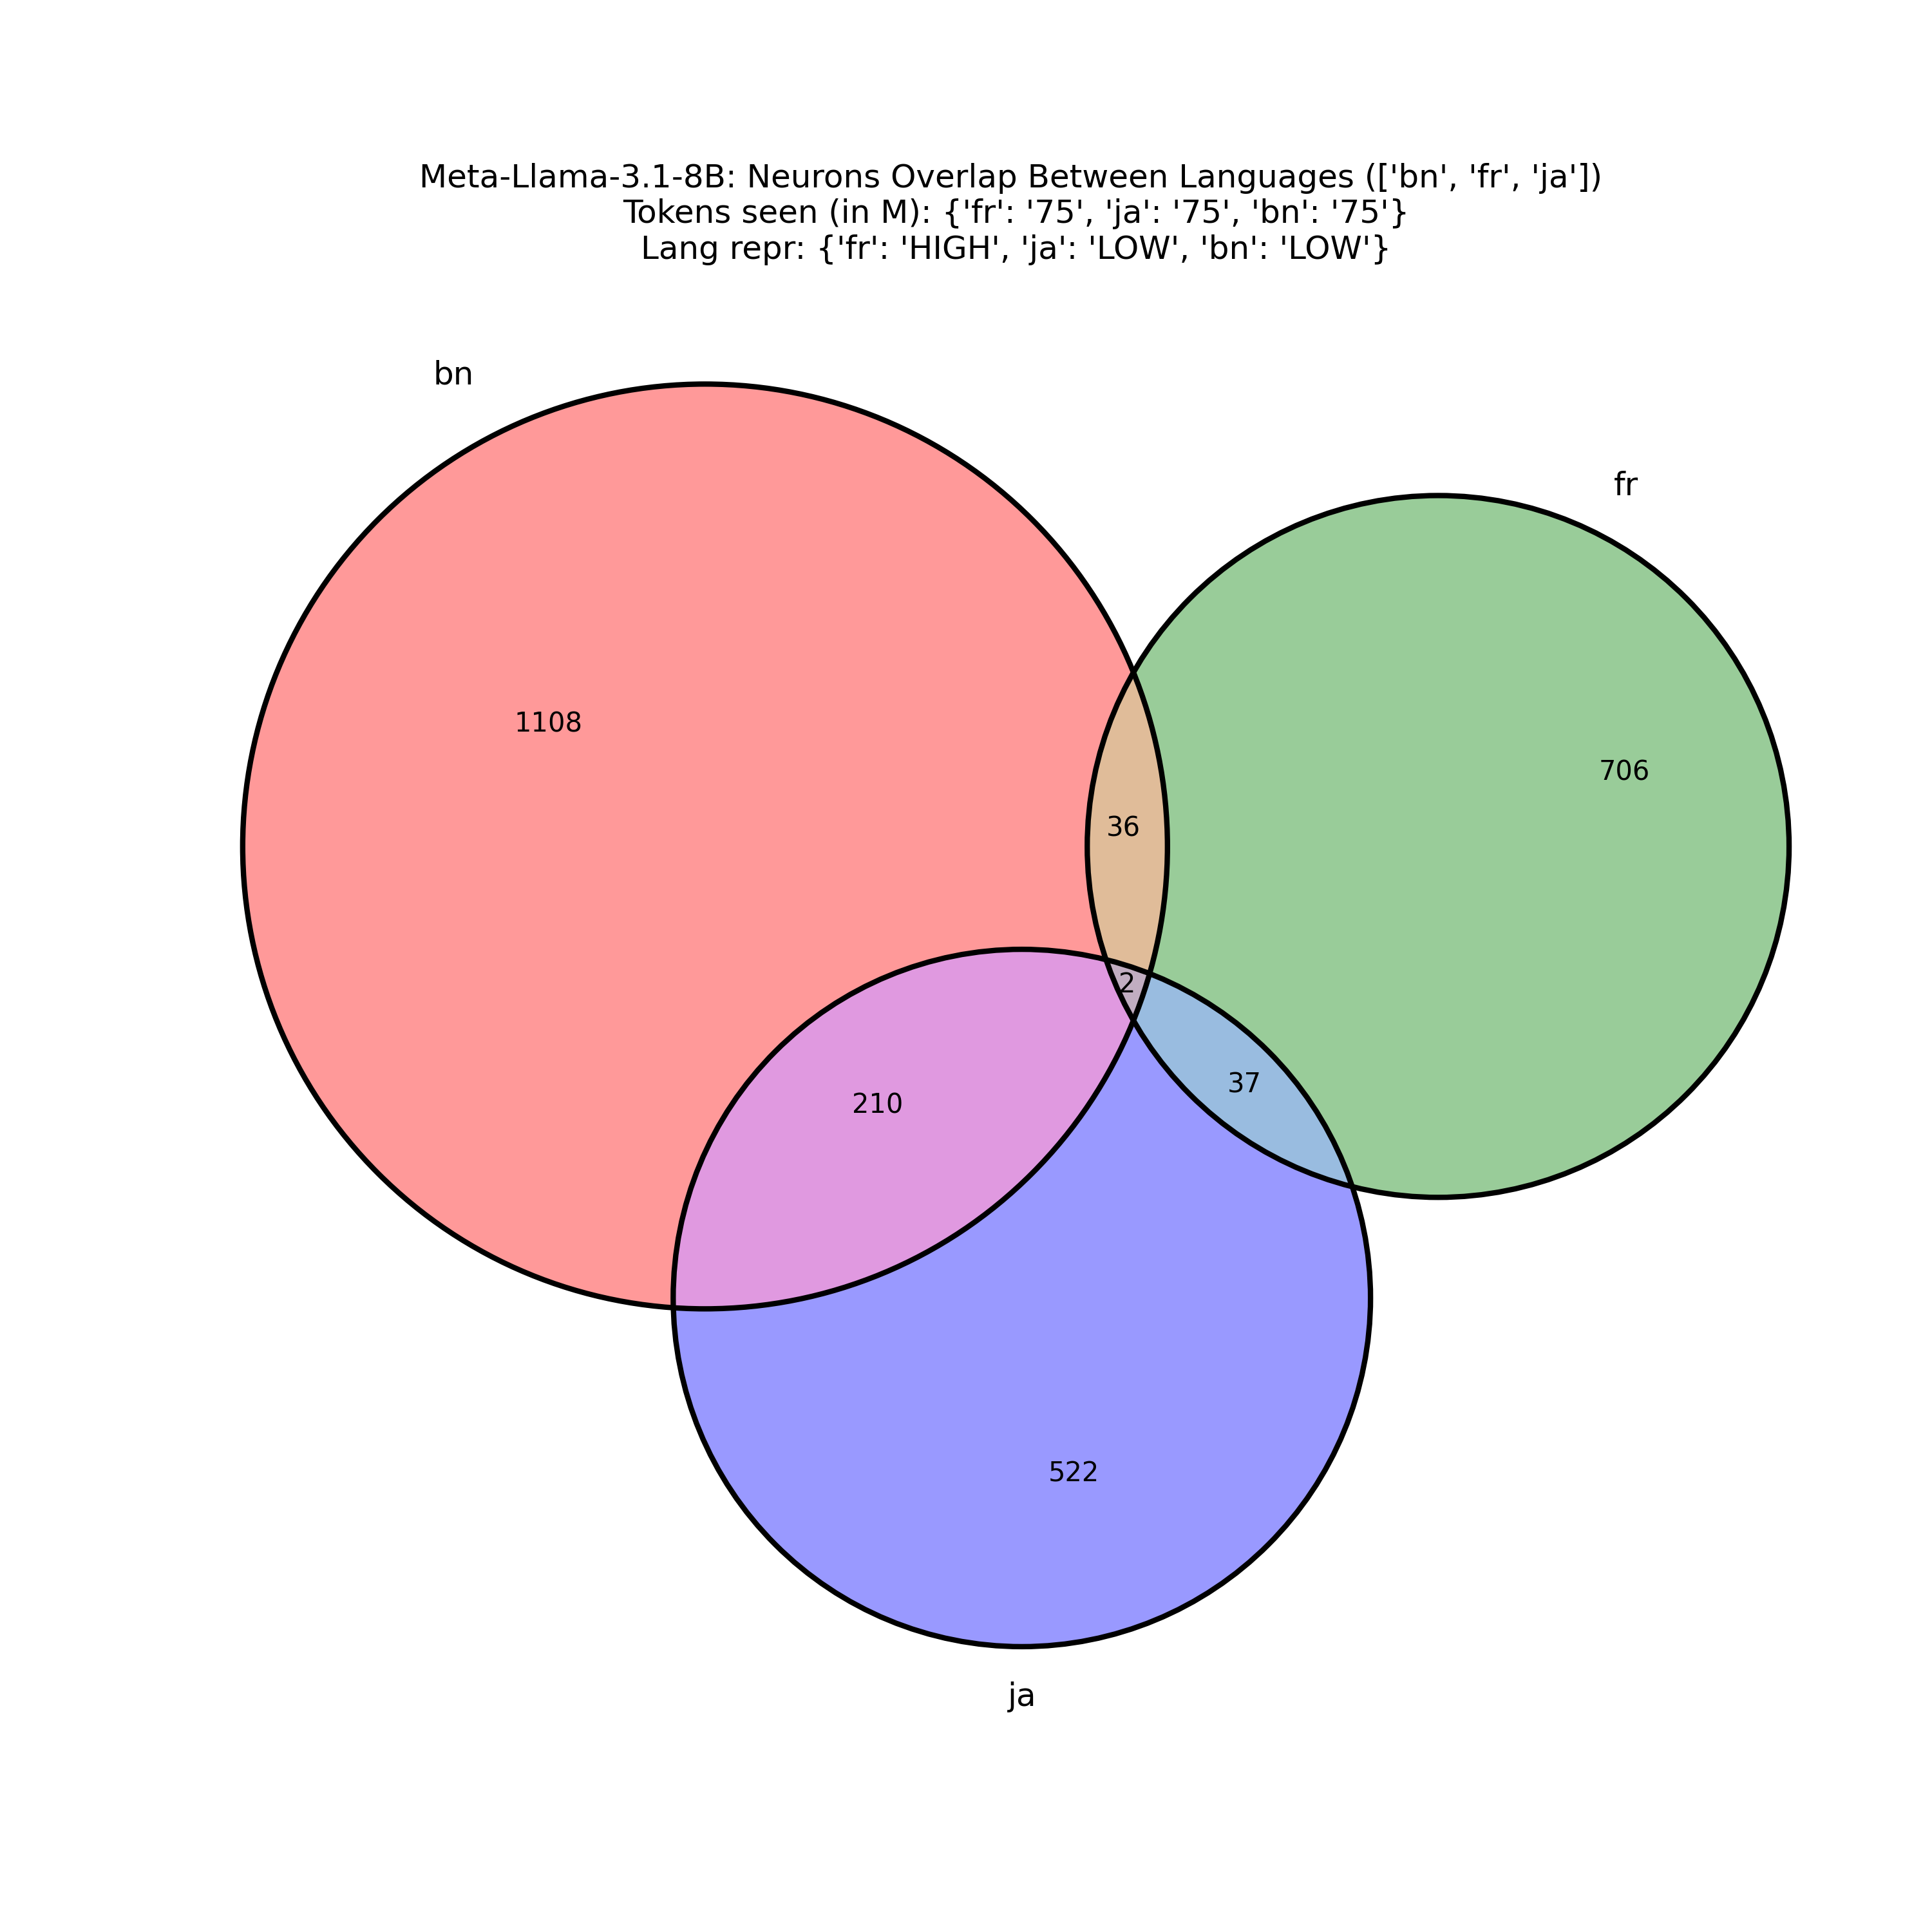 Meta-Llama-3.1-8B: Neurons Overlap Between Languages (['bn', 'fr', 'ja'])
Tokens seen (in M): {'fr': '75', 'ja': '75', 'bn': '75'}
Lang repr: {'fr': 'HIGH', 'ja': 'LOW', 'bn': 'LOW'}
bn
fr
1108
706
36
2
37
210
522
ja